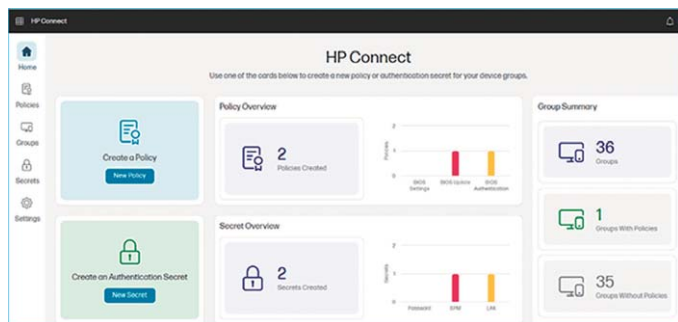 HP Connect
Home
Policies
Groups
Secrets
Settings
HP Connect
Use one of the cards below to create a new policy or authentication secret for your device groups.
Create a Policy
New Policy
Create an Authentication Secret
New Secret
Policy Overview
2
Policies Created
Policies
2
1
0
BIOS Settings
BIOS Update
BIOS Authentication
Secret Overview
2
Secrets Created
Secrets
2
1
0
Password
SPM
LAK
Group Summary
36
Groups
1
Groups With Policies
35
Groups Without Policies